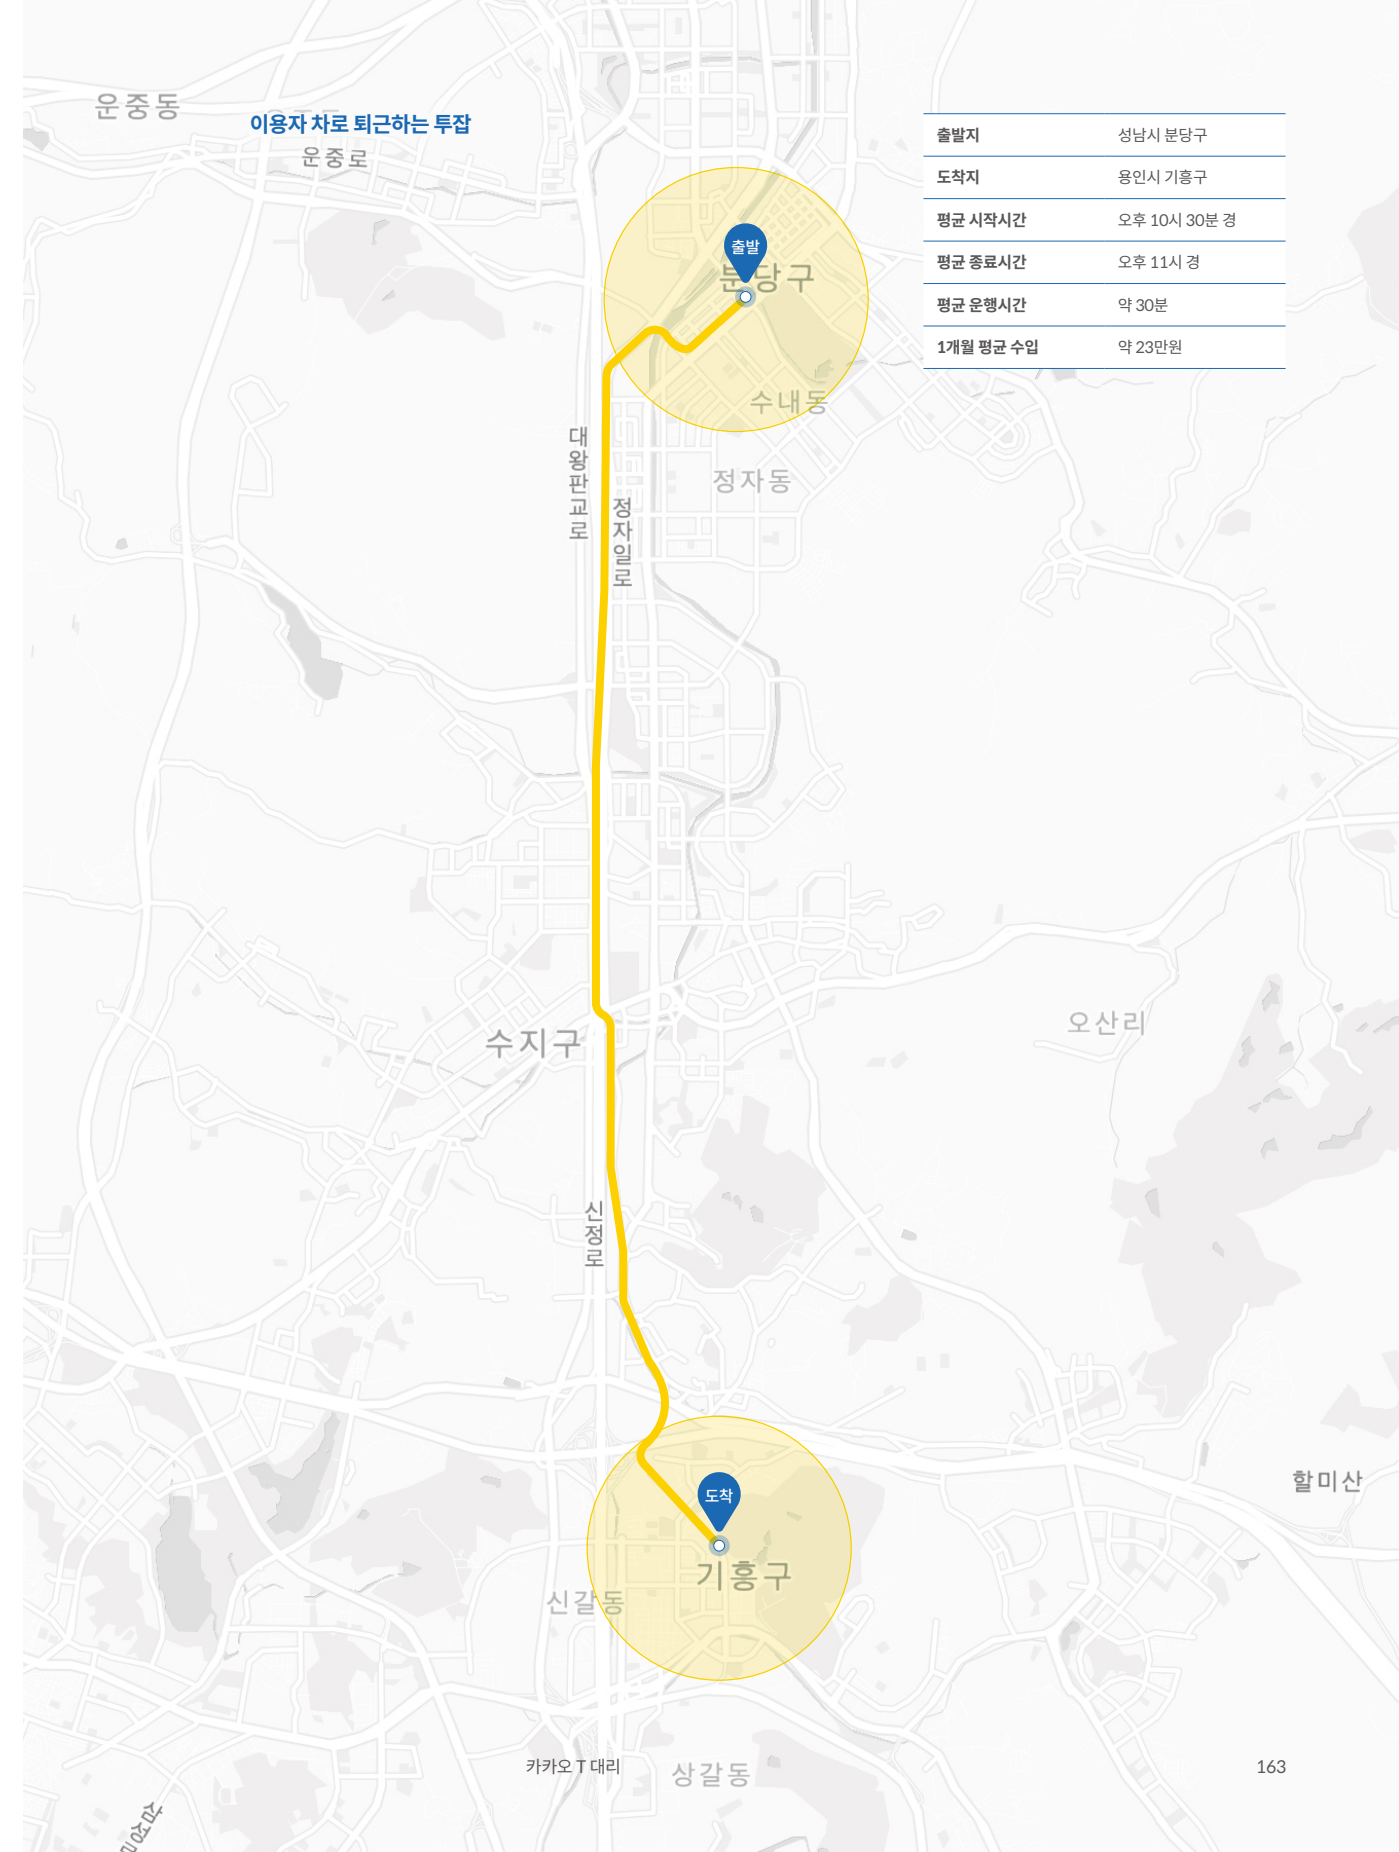 운중동
이용자 차로 퇴근하는 투잡
운중로
출발지 성남시 분당구
도착지 용인시 기흥구
평균 시작시간 오후 10시 30분 경
평균 종료시간 오후 11시 경
평균 운행시간 약 30분
1개월 평균 수입 약 23만원
출발
분당구
수내동
대왕판교로
정자동
정자일로
오산리
수지구
신정로
할미산
도착
기흥구
신갈동
카카오 T 대리
상갈동
163